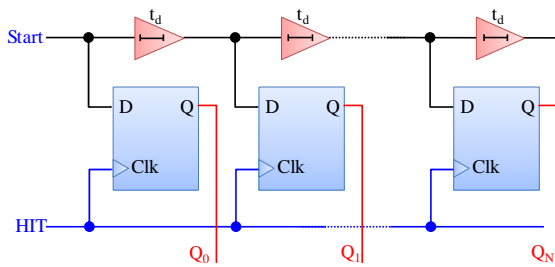 t_d t_d t_d
Start
D Q D Q D Q
Clk Clk Clk
HIT
Q_0 Q_1 Q_N